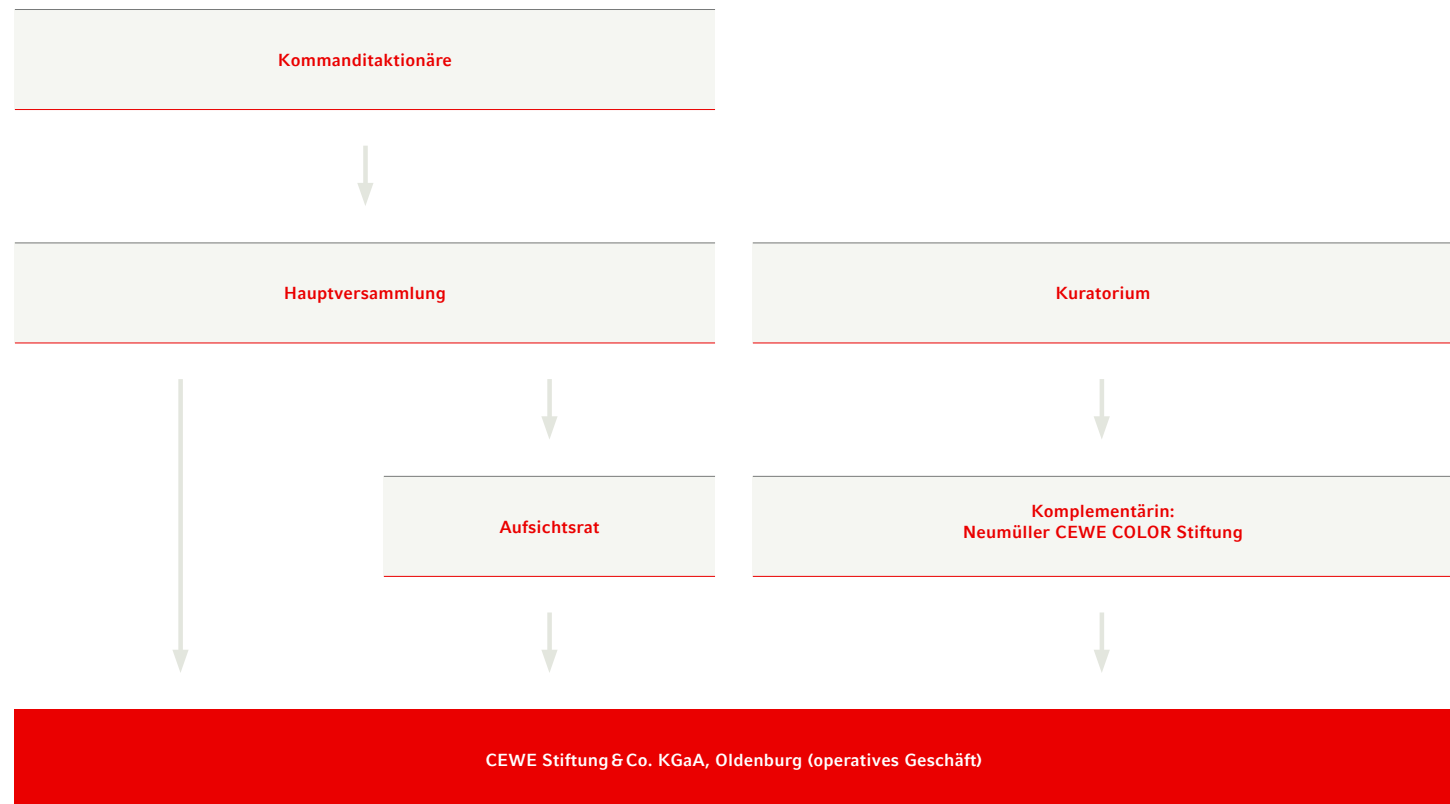 Kommanditaktionäre
Hauptversammlung
Kuratorium
Aufsichtsrat
Komplementärin:
Neumüller CEWE COLOR Stiftung
CEWE Stiftung & Co. KGaA, Oldenburg (operatives Geschäft)